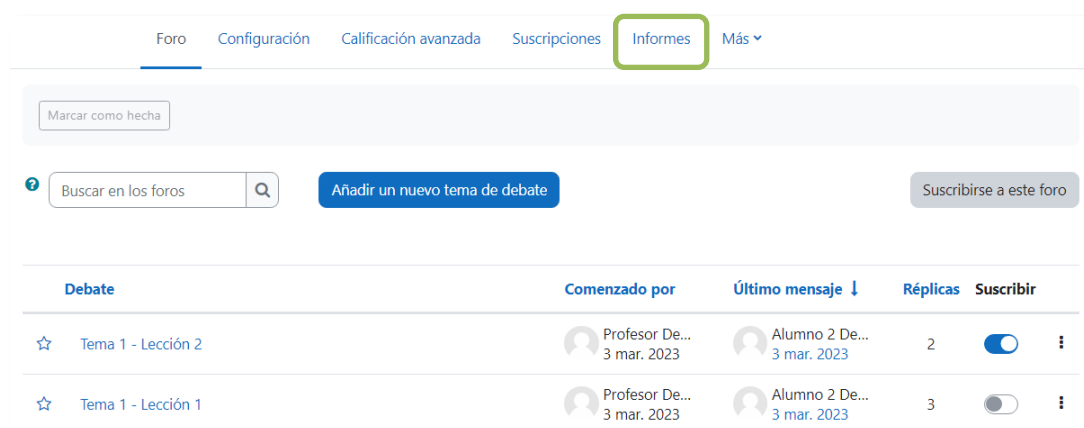 Foro Configuración Calificación avanzada Suscripciones Informes Más
Marcar como hecha
Buscar en los foros Añadir un nuevo tema de debate Suscribirse a este foro
Debate Comenzado por Último mensaje ↓ Réplicas Suscribir
Tema 1 - Lección 2 Profesor De... Alumno 2 De... 2
3 mar. 2023 3 mar. 2023
Tema 1 - Lección 1 Profesor De... Alumno 2 De... 3
3 mar. 2023 3 mar. 2023